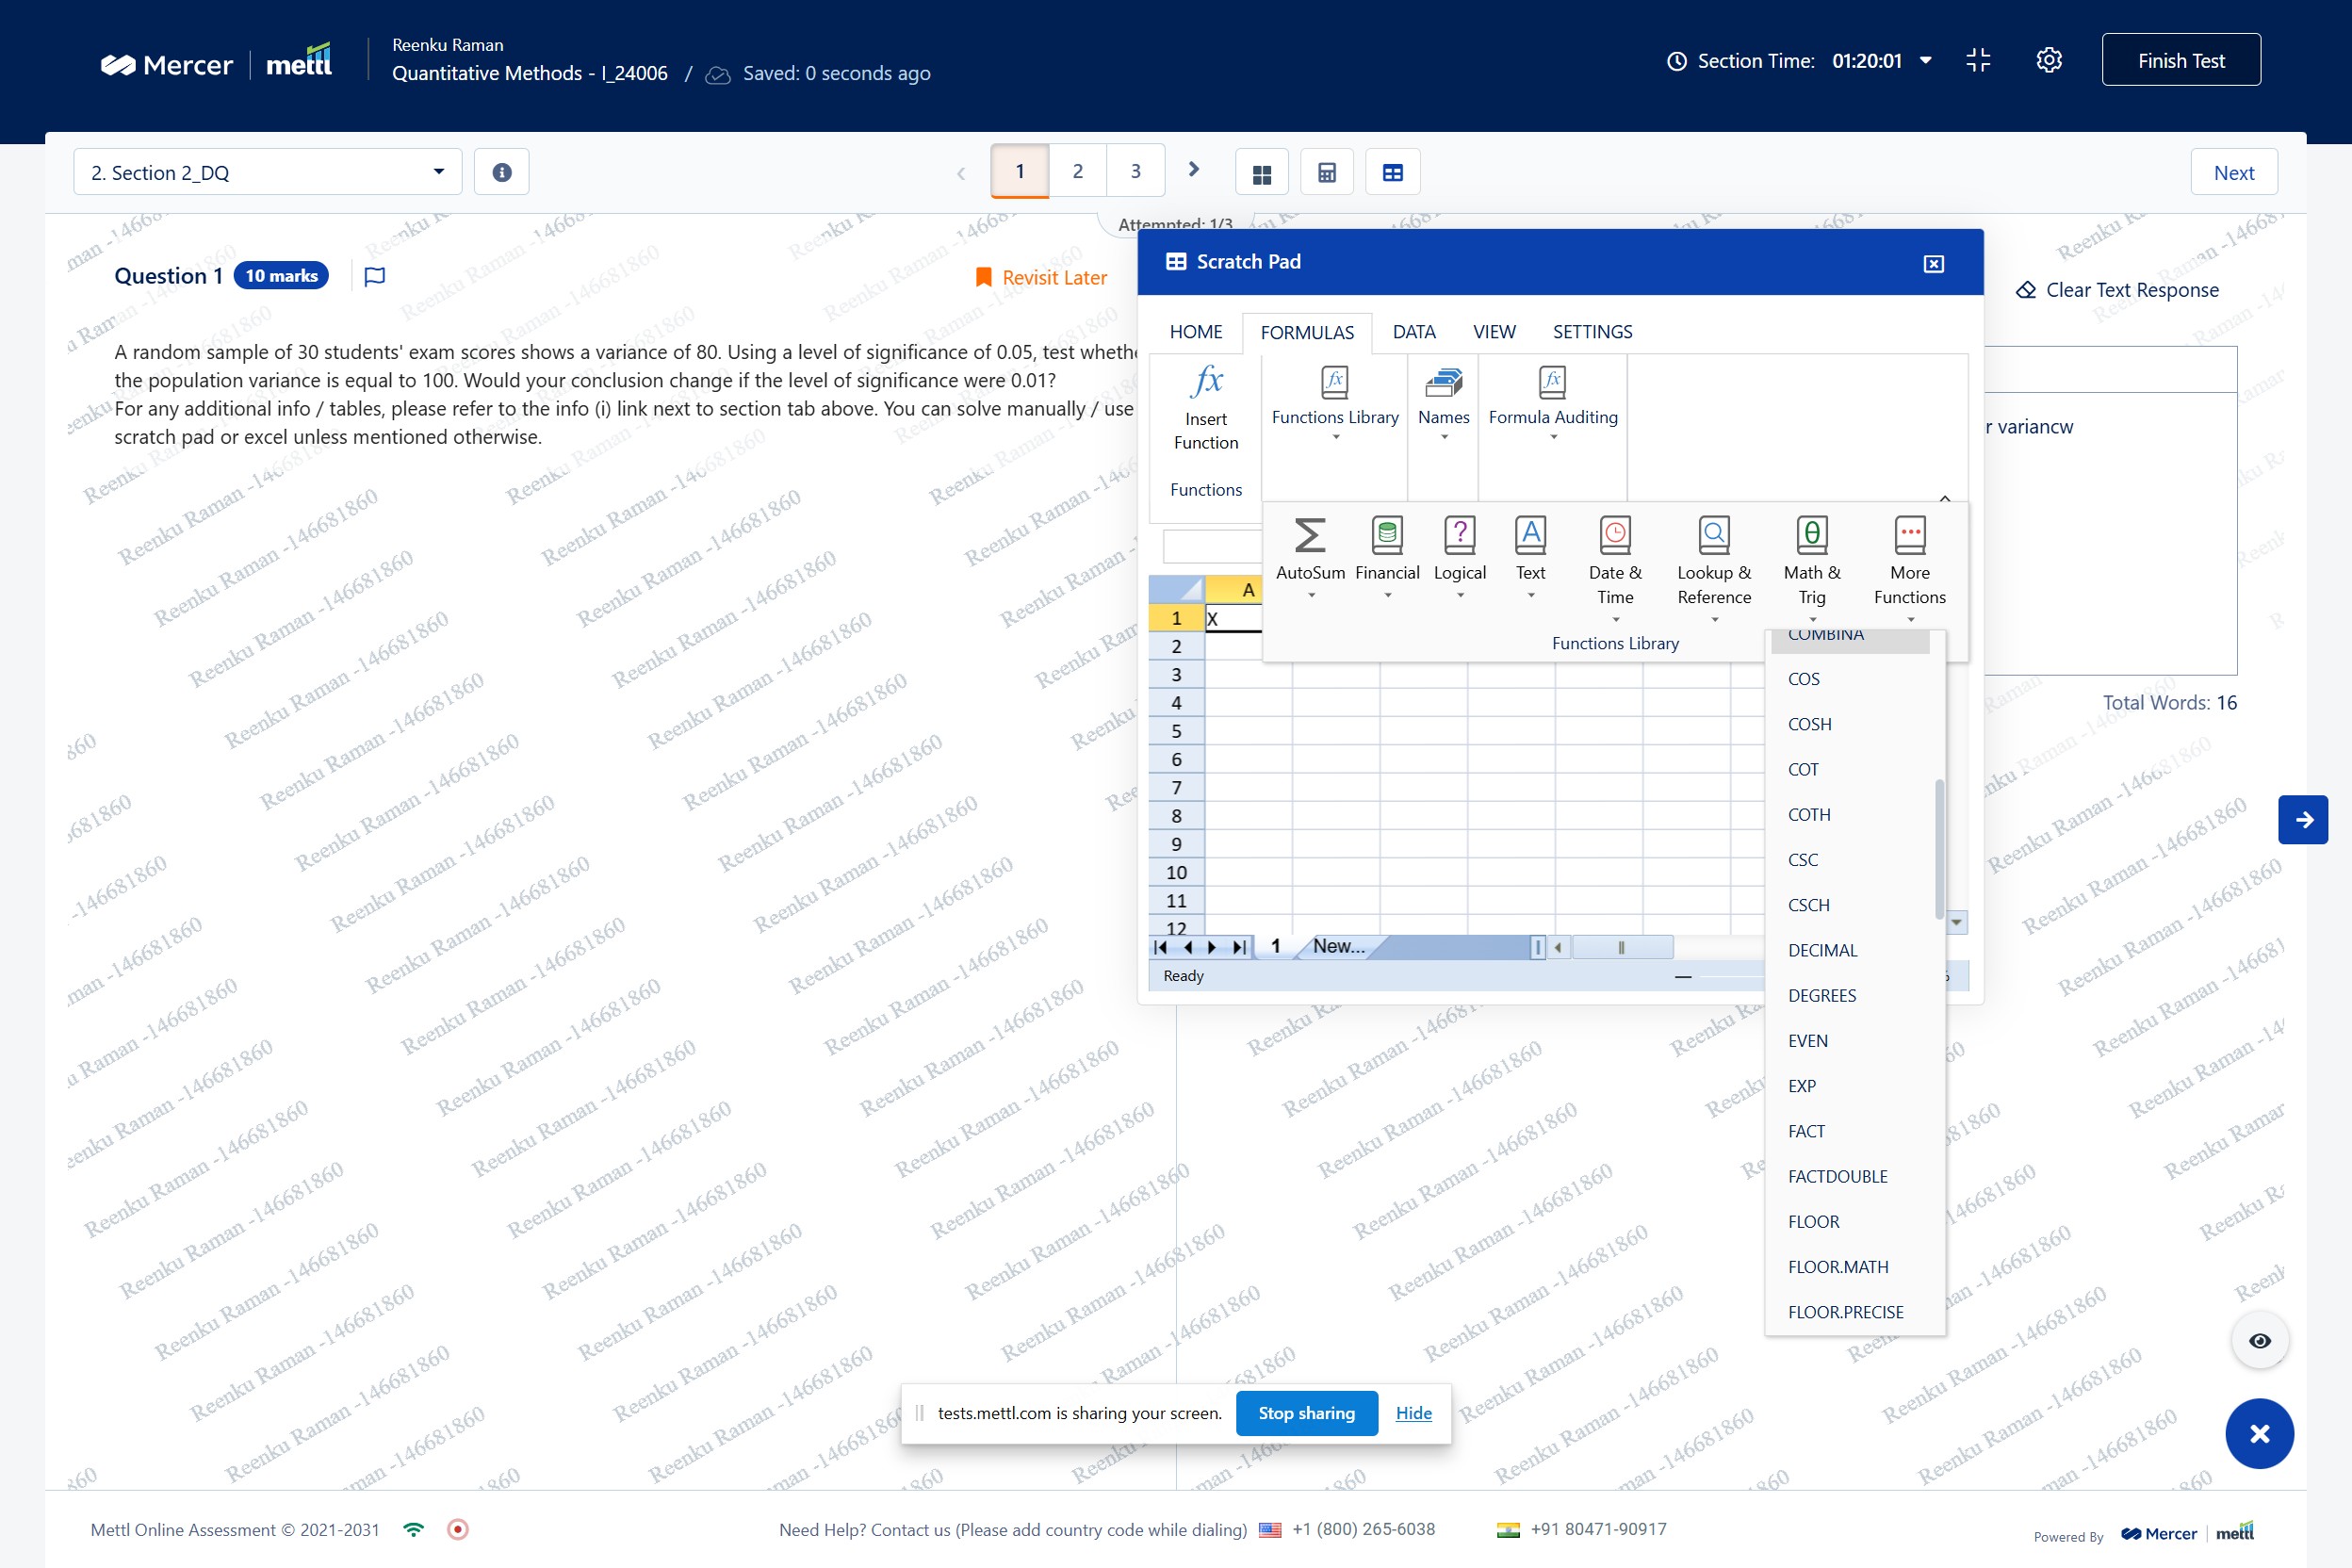 Mercer | mettl
Reenku Raman
Quantitative Methods - I_24006 / Saved: 0 seconds ago
Section Time: 01:20:01
Finish Test
2. Section 2_DQ
1 2 3
Next
Attempted: 1/3
Question 1 10 marks
Revisit Later
A random sample of 30 students' exam scores shows a variance of 80. Using a level of significance of 0.05, test
the population variance is equal to 100. Would your conclusion change if the level of significance were 0.01?
For any additional info / tables, please refer to the info (i) link next to section tab above. You can solve manually / use
scratch pad or excel unless mentioned otherwise.
Scratch Pad
Clear Text Response
HOME FORMULAS DATA VIEW SETTINGS
Insert Function
Functions
Functions Library
Names
Formula Auditing
r variancw
AutoSum Financial Logical Text Date & Time Lookup & Reference Math & Trig More Functions
Functions Library
A
1 X
2
3
4
5
6
7
8
9
10
11
12
COMBINA
COS
COSH
COT
COTH
CSC
CSCH
DECIMAL
DEGREES
EVEN
EXP
FACT
FACTDOUBLE
FLOOR
FLOOR.MATH
FLOOR.PRECISE
1 New...
Ready
Total Words: 16
Reenku Raman -146681860
tests.mettl.com is sharing your screen. Stop sharing Hide
Mettl Online Assessment © 2021-2031
Need Help? Contact us (Please add country code while dialing) +1 (800) 265-6038 +91 80471-90917
Powered By Mercer | mettl